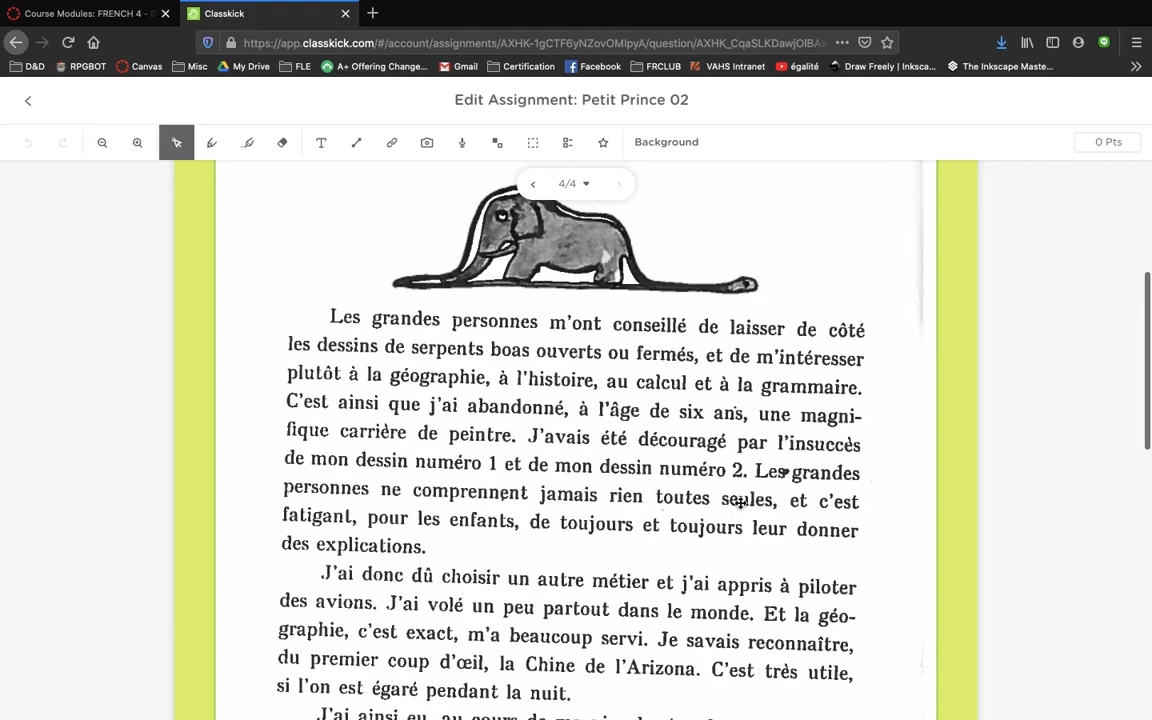 Course Modules: FRENCH 4 -
Classkick
https://app.classkick.com/#/account/assignments/AXHK-1gCTF6yNZovOMlpyA/question/AXHK_CqaSLKDawjOlBAx
D&D RPGBOT Canvas Misc My Drive FLE A+ Offering Change... Gmail Certification Facebook FRCLUB VAHS Intranet égalité Draw Freely | Inksca... The Inkscape Maste...
Edit Assignment: Petit Prince 02
T Background 0 Pts
4/4
Les grandes personnes m'ont conseillé de laisser de côté
les dessins de serpents boas ouverts ou fermés, et de m'intéresser
plutôt à la géographie, à l'histoire, au calcul et à la grammaire.
C'est ainsi que j'ai abandonné, à l'âge de six ans, une magni-
fique carrière de peintre. J'avais été découragé par l'insuccès
de mon dessin numéro 1 et de mon dessin numéro 2. Les grandes
personnes ne comprennent jamais rien toutes seules, et c'est
fatigant, pour les enfants, de toujours et toujours leur donner
des explications.
J'ai donc dû choisir un autre métier et j'ai appris à piloter
des avions. J'ai volé un peu partout dans le monde. Et la géo-
graphie, c'est exact, m'a beaucoup servi. Je savais reconnaître,
du premier coup d'œil, la Chine de l'Arizona. C'est très utile,
si l'on est égaré pendant la nuit.
J'ai ainsi eu, au cours de